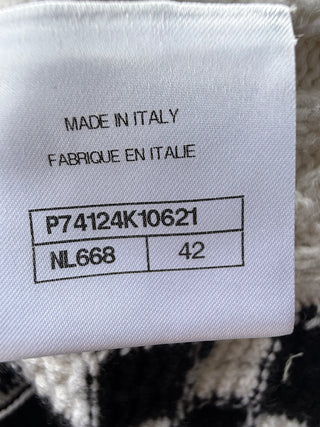 MADE IN ITALY
FABRIQUE EN ITALIE
P74124K10621
NL668 42